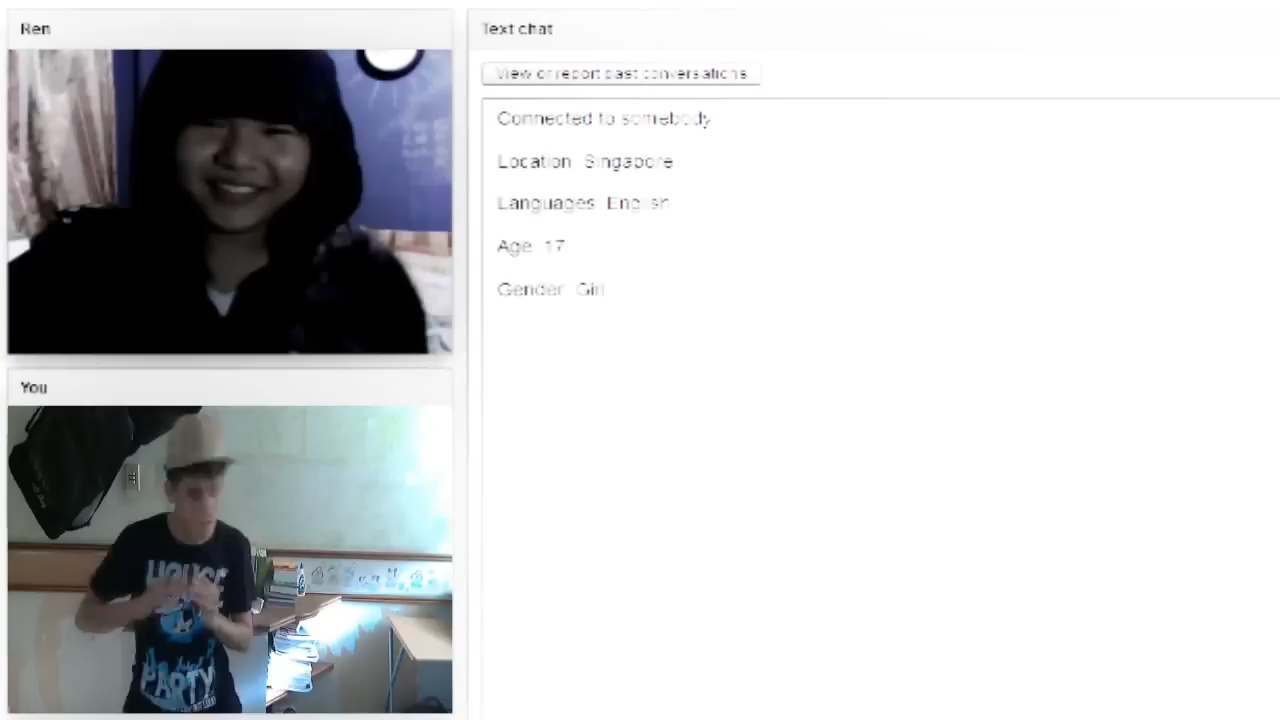 Ren
Text chat
View or report past conversations
Connected to somebody
Location Singapore
Languages English
Age 17
Gender Girl
You
HOUSE
PARTY